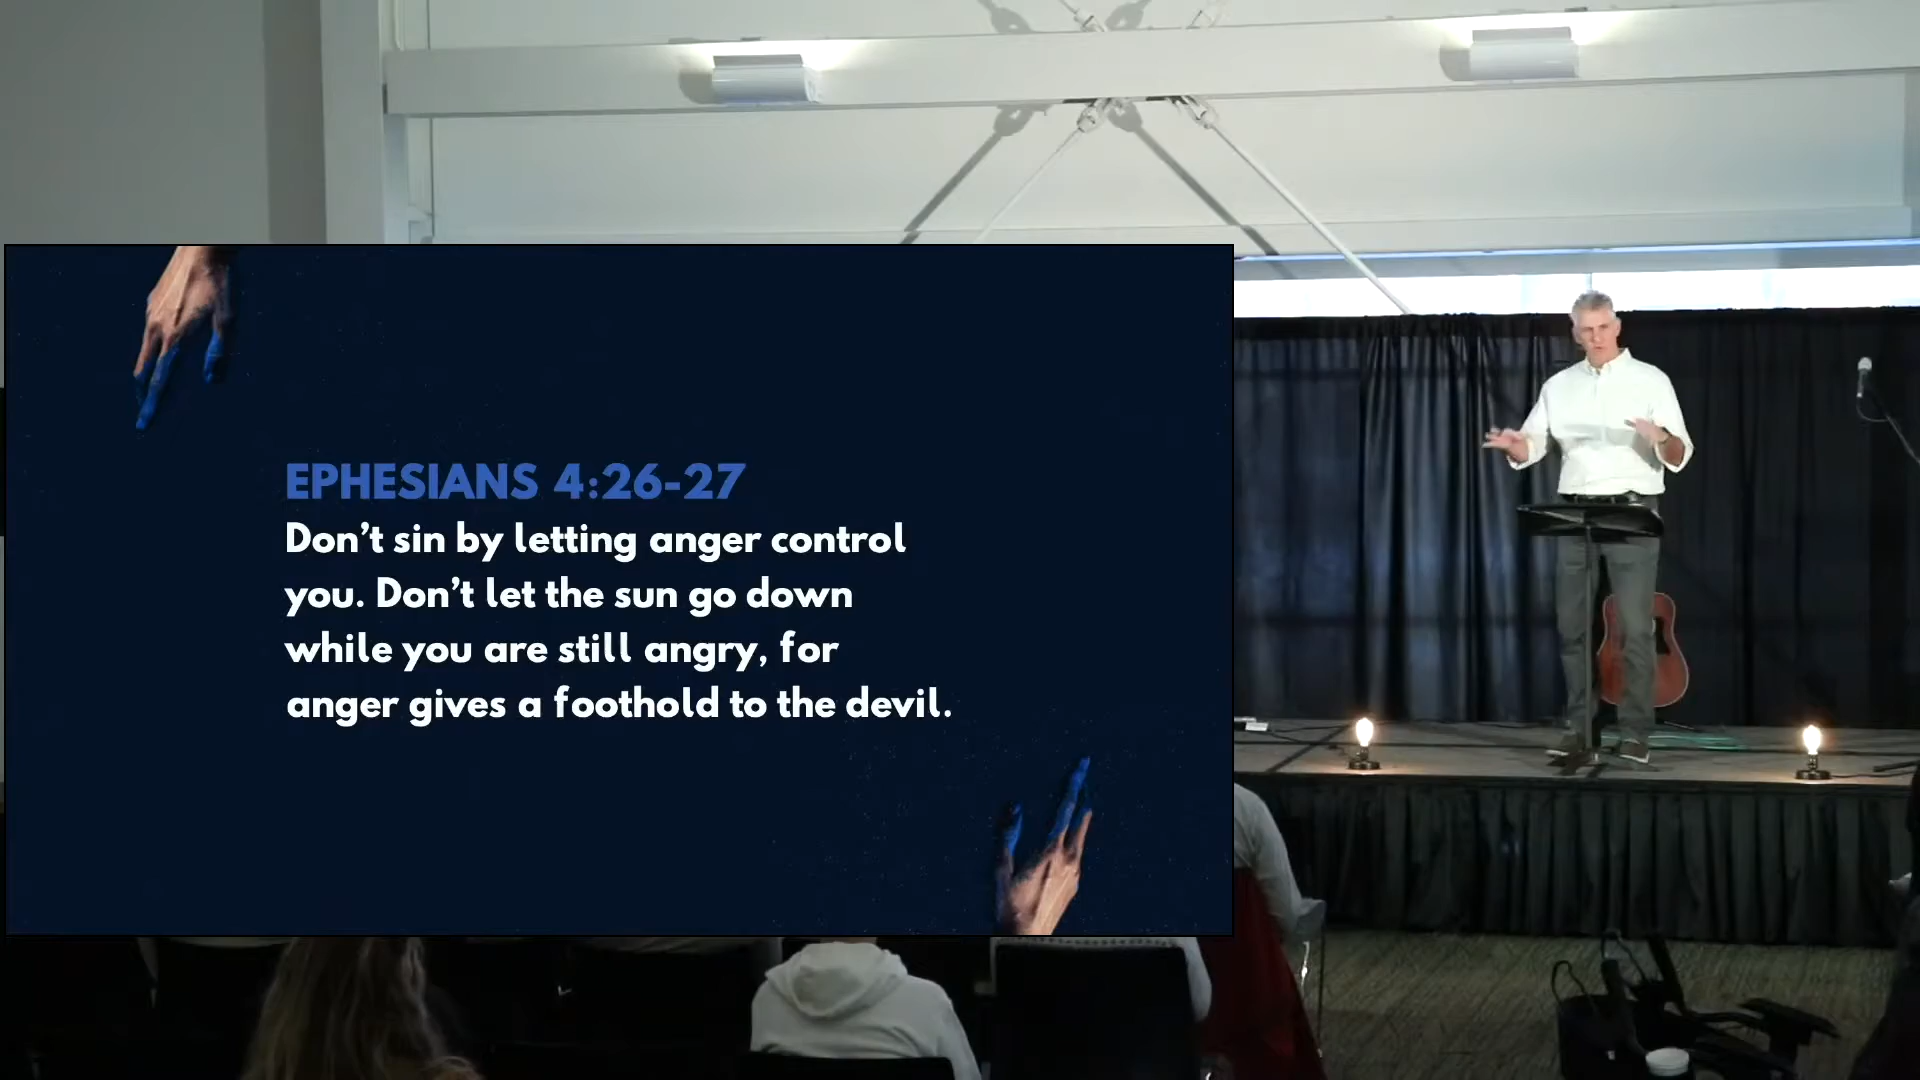 EPHESIANS 4:26-27
Don't sin by letting anger control
you. Don't let the sun go down
while you are still angry, for
anger gives a foothold to the devil.